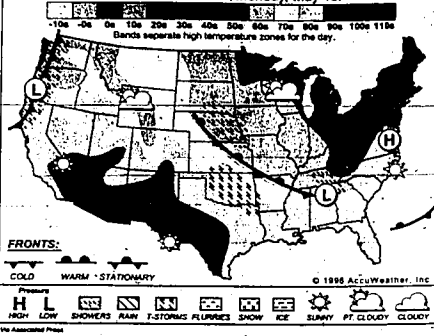 -10s -0s 0s 10s 20s 30s 40s 50s 60s 70s 80s 90s 100s 110s
Bands separate high temperature zones for the day.
L
H
L
FRONTS:
COLD WARM STATIONARY
© 1996 AccuWeather, Inc
Pressure
H L
HIGH LOW SHOWERS RAIN T-STORMS FLURRIES SNOW ICE SUNNY PT. CLOUDY CLOUDY
Via Associated Press